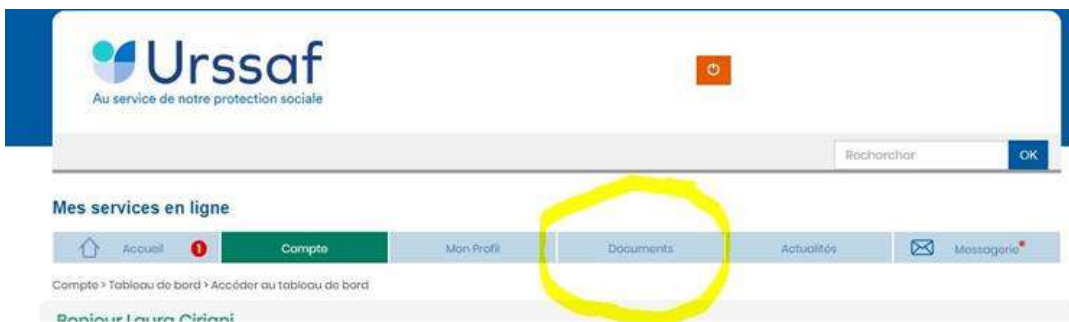 Urssaf
Au service de notre protection sociale
Rechercher OK
Mes services en ligne
Accueil 1 Compte Mon Profil Documents Actualités Messagerie
Compte > Tableau de bord > Accéder au tableau de bord
Bonjour Laura Ciriani